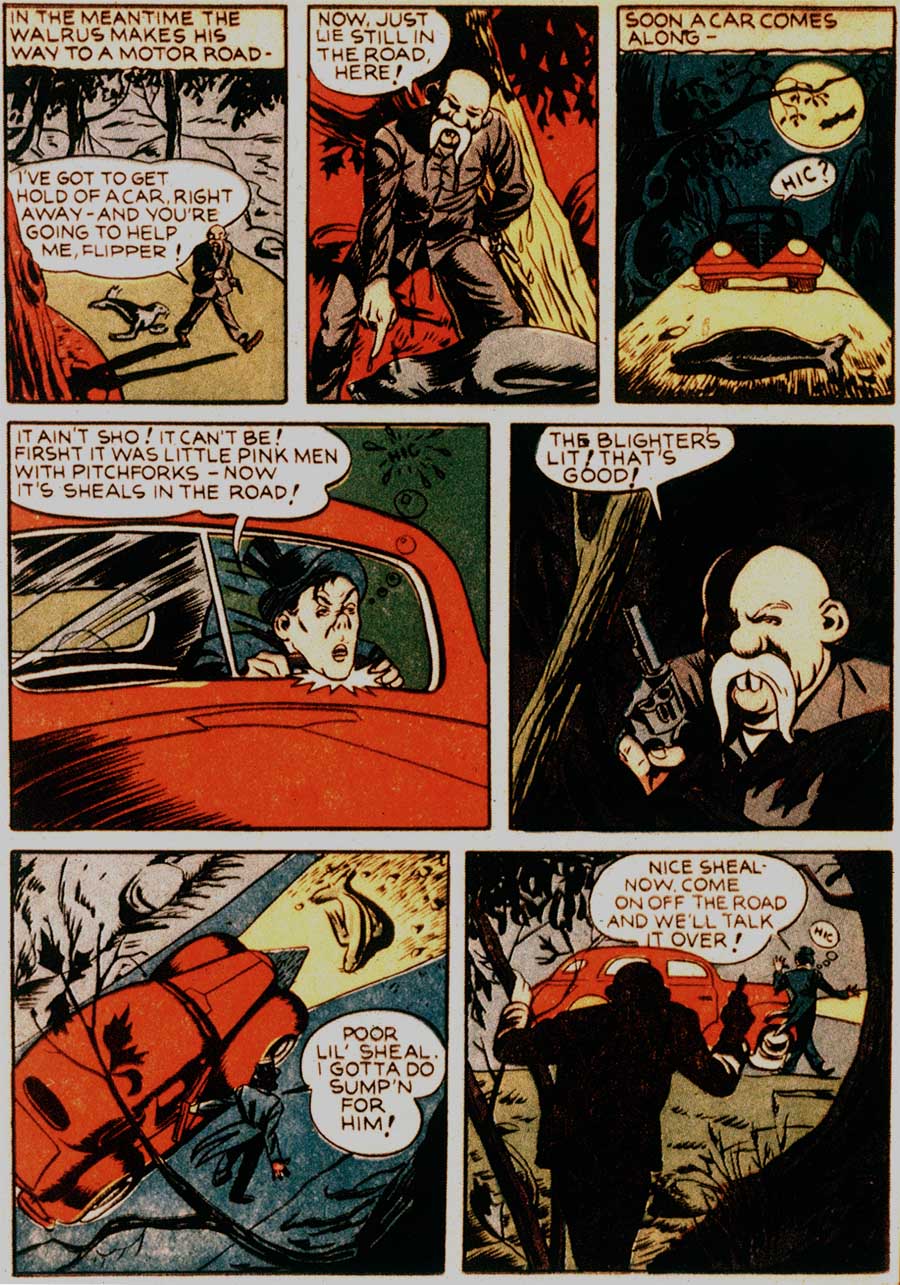 IN THE MEANTIME THE
WALRUS MAKES HIS
WAY TO A MOTOR ROAD-
I'VE GOT TO GET
HOLD OF A CAR, RIGHT
AWAY-AND YOU'RE
GOING TO HELP
ME, FLIPPER!
NOW, JUST
LIE STILL IN
THE ROAD,
HERE!
SOON A CAR COMES
ALONG-
HIC?
IT AIN'T SHO! IT CAN'T BE!
FIRSHT IT WAS LITTLE PINK MEN
WITH PITCHFORKS - NOW
IT'S SHEALS IN THE ROAD!
HIC
THE BLIGHTER'S
LIT! THAT'S
GOOD!
POOR
LIL' SHEAL.
I GOTTA DO
SUMP'N
FOR
HIM!
NICE SHEAL-
NOW, COME
ON OFF THE ROAD
AND WE'LL TALK
IT OVER!
HIC